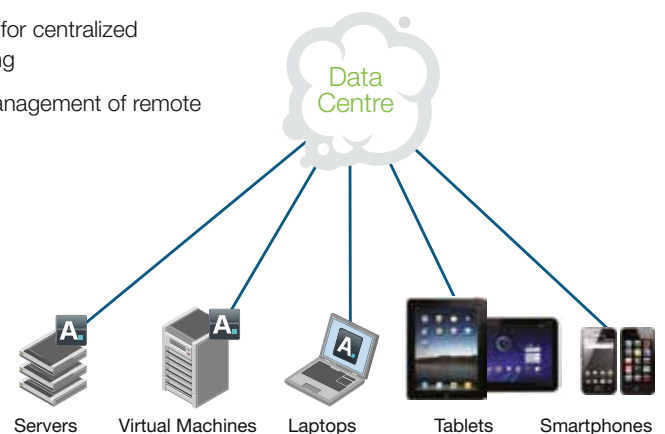 for centralized
ng
anagement of remote
Data
Centre
A.
A.
A.
Servers Virtual Machines Laptops Tablets Smartphones